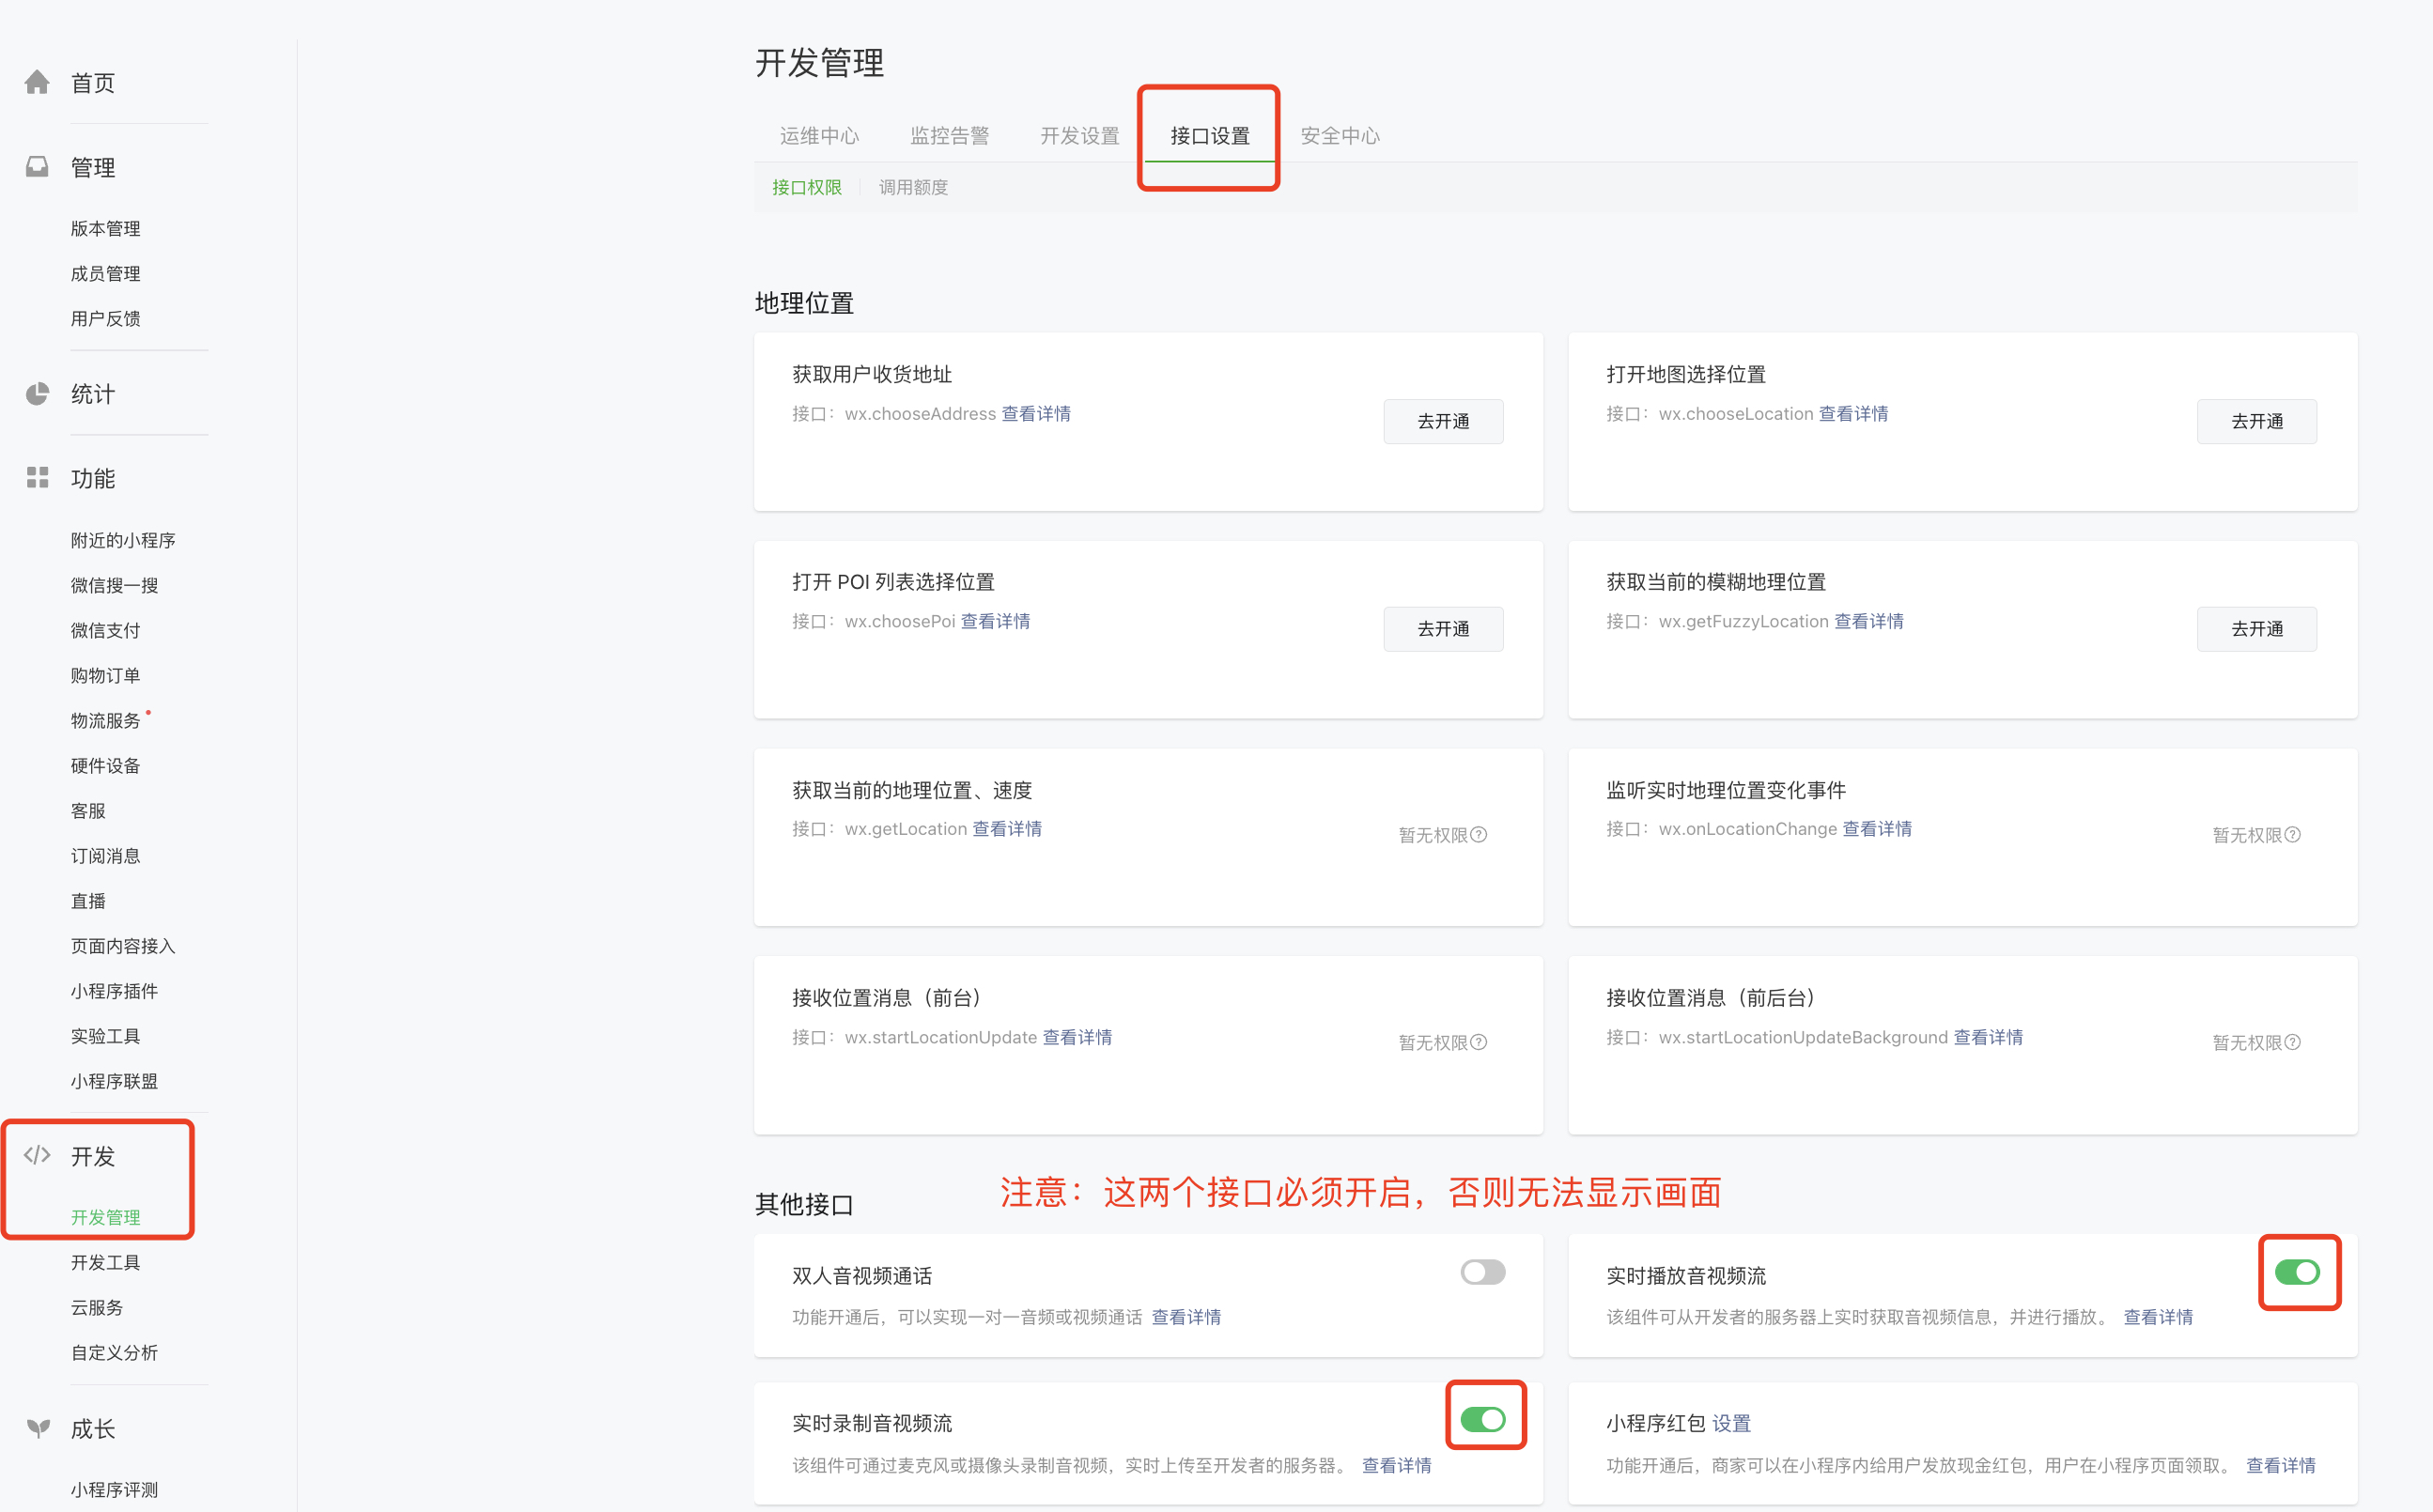 首页
管理
版本管理
成员管理
用户反馈
统计
功能
附近的小程序
微信搜一搜
微信支付
购物订单
物流服务
硬件设备
客服
订阅消息
直播
页面内容接入
小程序插件
实验工具
小程序联盟
开发
开发管理
开发工具
云服务
自定义分析
成长
小程序评测
开发管理
运维中心 监控告警 开发设置 接口设置 安全中心
接口权限 调用额度
地理位置
获取用户收货地址
接口：wx.chooseAddress 查看详情
去开通
打开地图选择位置
接口：wx.chooseLocation 查看详情
去开通
打开 POI 列表选择位置
接口：wx.choosePoi 查看详情
去开通
获取当前的模糊地理位置
接口：wx.getFuzzyLocation 查看详情
去开通
获取当前的地理位置、速度
接口：wx.getLocation 查看详情
暂无权限?
监听实时地理位置变化事件
接口：wx.onLocationChange 查看详情
暂无权限?
接收位置消息（前台）
接口：wx.startLocationUpdate 查看详情
暂无权限?
接收位置消息（前后台）
接口：wx.startLocationUpdateBackground 查看详情
暂无权限?
其他接口
注意：这两个接口必须开启，否则无法显示画面
双人音视频通话
功能开通后，可以实现一对一音频或视频通话 查看详情
实时播放音视频流
该组件可从开发者的服务器上实时获取音视频信息，并进行播放。 查看详情
实时录制音视频流
该组件可通过麦克风或摄像头录制音视频，实时上传至开发者的服务器。 查看详情
小程序红包 设置
功能开通后，商家可以在小程序内给用户发放现金红包，用户在小程序页面领取。 查看详情